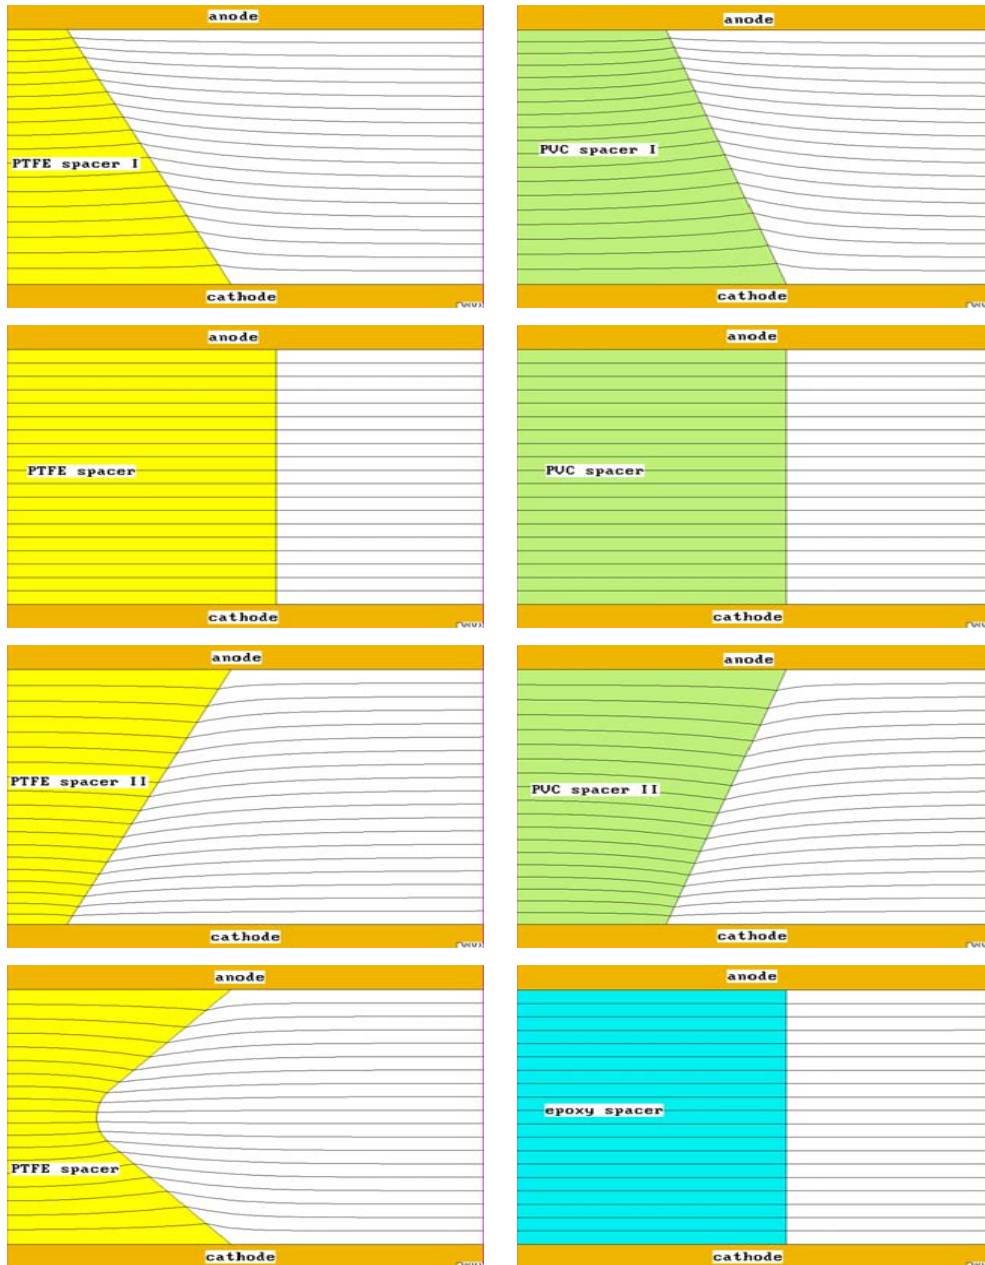 anode
PTFE spacer I
cathode
anode
PVC spacer I
cathode
anode
PTFE spacer
cathode
anode
PVC spacer
cathode
anode
PTFE spacer II
cathode
anode
PVC spacer II
cathode
anode
PTFE spacer
cathode
anode
epoxy spacer
cathode